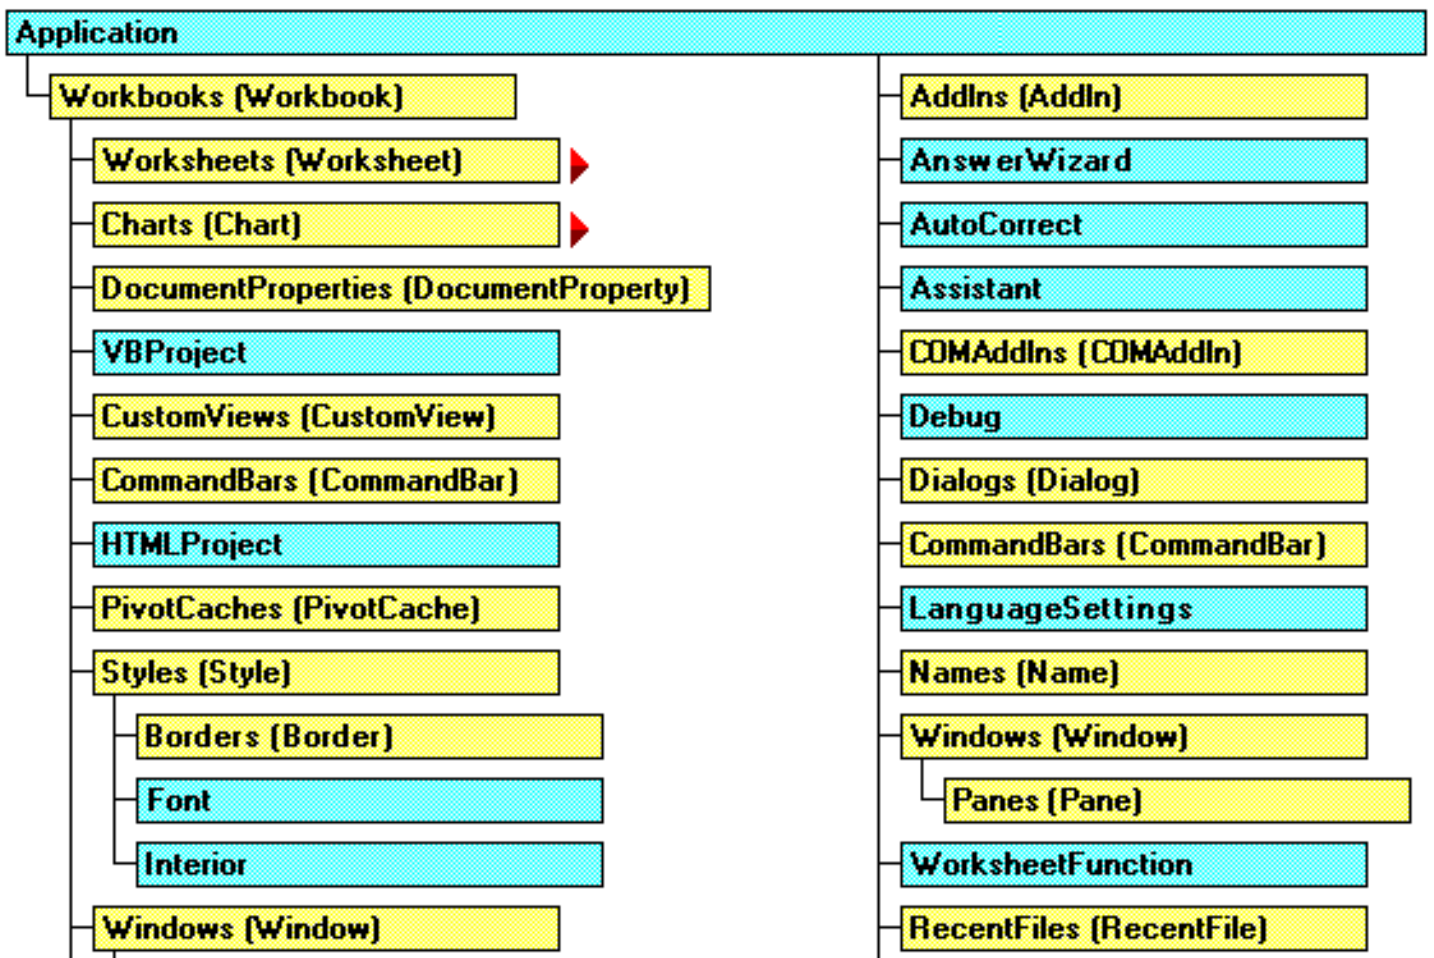 Application
Workbooks (Workbook)
Worksheets (Worksheet)
Charts (Chart)
DocumentProperties (DocumentProperty)
VBProject
CustomViews (CustomView)
CommandBars (CommandBar)
HTMLProject
PivotCaches (PivotCache)
Styles (Style)
Borders (Border)
Font
Interior
Windows (Window)
AddIns (AddIn)
AnswerWizard
AutoCorrect
Assistant
COMAddIns (COMAddIn)
Debug
Dialogs (Dialog)
CommandBars (CommandBar)
LanguageSettings
Names (Name)
Windows (Window)
Panes (Pane)
WorksheetFunction
RecentFiles (RecentFile)